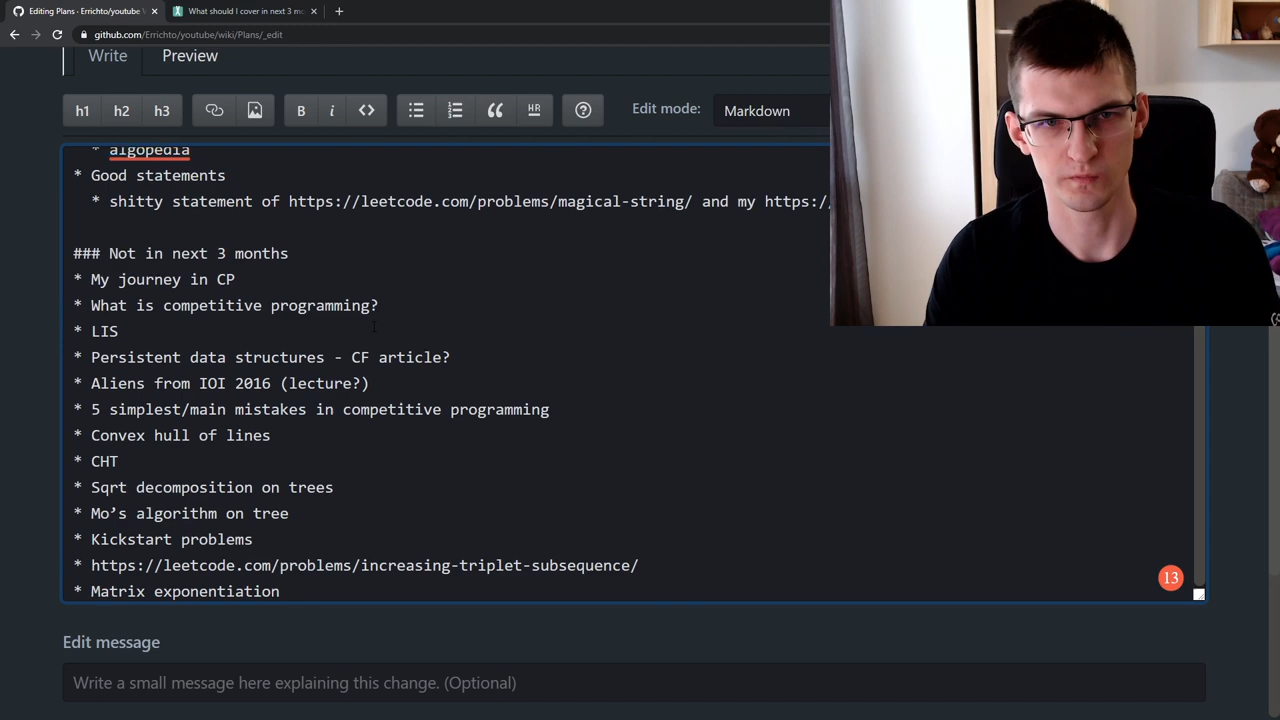 Editing Plans · Errichto/youtube
What should I cover in next 3 mo
github.com/Errichto/youtube/wiki/Plans/_edit
Write
Preview
h1 h2 h3
B i <> HR
Edit mode: Markdown
* algopedia
* Good statements
* shitty statement of https://leetcode.com/problems/magical-string/ and my https:/
### Not in next 3 months
* My journey in CP
* What is competitive programming?
* LIS
* Persistent data structures - CF article?
* Aliens from IOI 2016 (lecture?)
* 5 simplest/main mistakes in competitive programming
* Convex hull of lines
* CHT
* Sqrt decomposition on trees
* Mo’s algorithm on tree
* Kickstart problems
* https://leetcode.com/problems/increasing-triplet-subsequence/
* Matrix exponentiation
13
Edit message
Write a small message here explaining this change. (Optional)